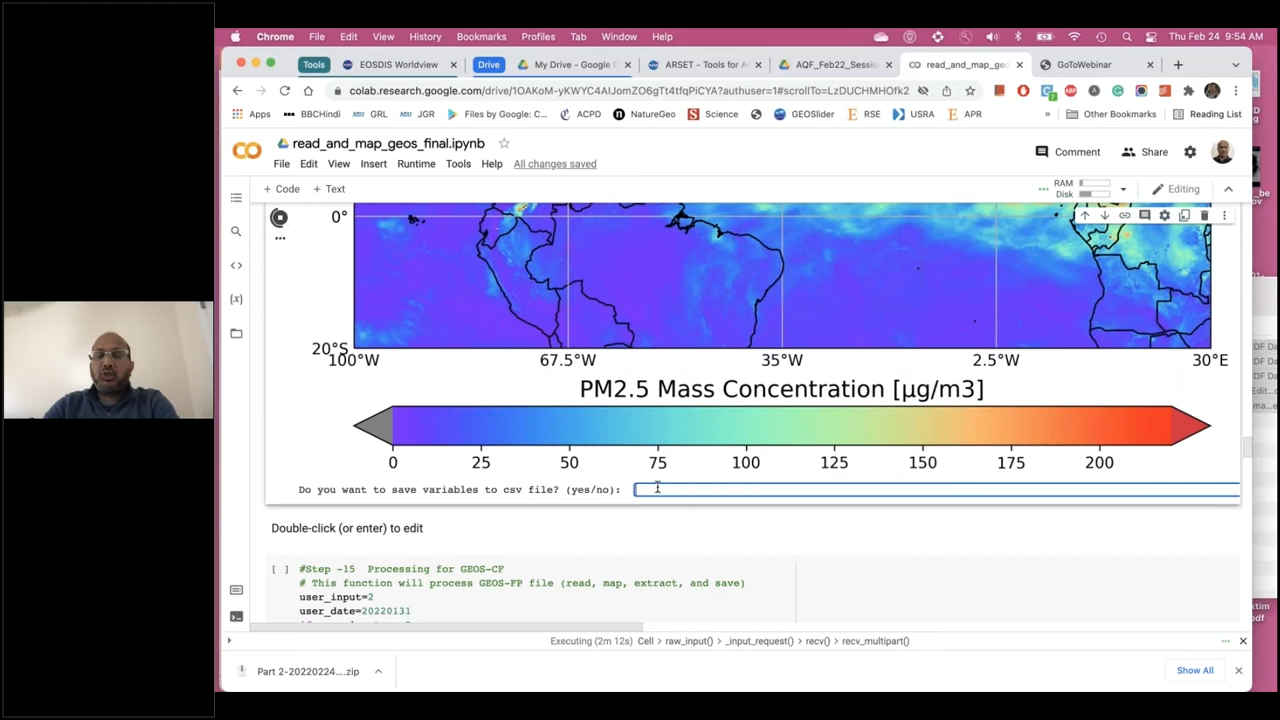 Chrome File Edit View History Bookmarks Profiles Tab Window Help Thu Feb 24 9:54 AM
Tools EOSDIS Worldview Drive My Drive - Google D ARSET - Tools for A AQF_Feb22_Sessio read_and_map_geo GoToWebinar
colab.research.google.com/drive/1OAKoM-yKWYC4AIJomZO6gTt4tfqPiCYA?authuser=1#scrollTo=LzDUCHMHOfk2
Apps BBCHindi GRL JGR Files by Google: C... ACPD NatureGeo Science GEOSlider RSE USRA APR » Other Bookmarks Reading List
read_and_map_geos_final.ipynb
File Edit View Insert Runtime Tools Help All changes saved
Comment Share
+ Code + Text
RAM
Disk
Editing
0°
20°S
100°W 67.5°W 35°W 2.5°W 30°E
PM2.5 Mass Concentration [µg/m3]
0 25 50 75 100 125 150 175 200
Do you want to save variables to csv file? (yes/no):
Double-click (or enter) to edit
[ ] #Step -15 Processing for GEOS-CF
# This function will process GEOS-FP file (read, map, extract, and save)
user_input=2
user_date=20220131
Executing (2m 12s) Cell > raw_input() > _input_request() > recv() > recv_multipart()
Part 2-20220224....zip
Show All